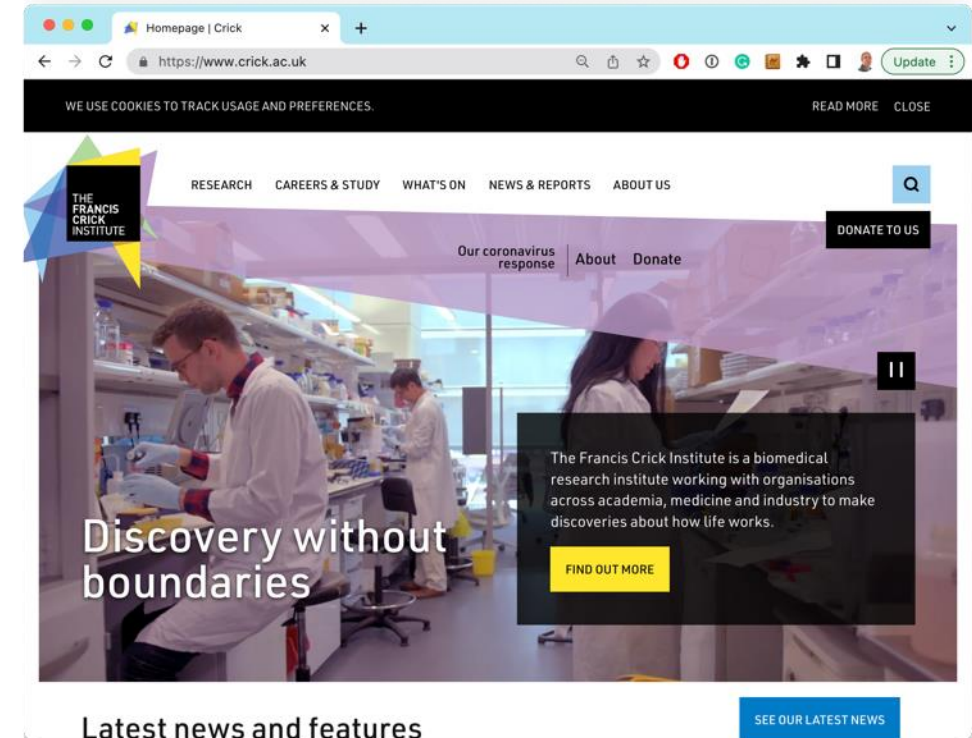 Homepage | Crick
https://www.crick.ac.uk
Update
WE USE COOKIES TO TRACK USAGE AND PREFERENCES.
READ MORE CLOSE
THE
FRANCIS
CRICK
INSTITUTE
RESEARCH CAREERS & STUDY WHAT'S ON NEWS & REPORTS ABOUT US
DONATE TO US
Our coronavirus
response
About Donate
The Francis Crick Institute is a biomedical
research institute working with organisations
across academia, medicine and industry to make
discoveries about how life works.
FIND OUT MORE
Discovery without
boundaries
Latest news and features
SEE OUR LATEST NEWS